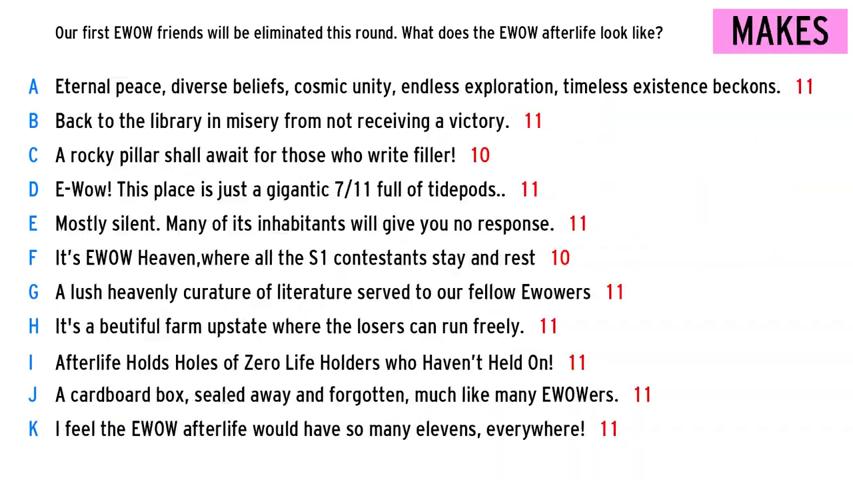 Our first EWOW friends will be eliminated this round. What does the EWOW afterlife look like?
MAKES
A Eternal peace, diverse beliefs, cosmic unity, endless exploration, timeless existence beckons. 11
B Back to the library in misery from not receiving a victory. 11
C A rocky pillar shall await for those who write filler! 10
D E-Wow! This place is just a gigantic 7/11 full of tidepods.. 11
E Mostly silent. Many of its inhabitants will give you no response. 11
F It's EWOW Heaven,where all the S1 contestants stay and rest 10
G A lush heavenly curature of literature served to our fellow Ewowers 11
H It's a beutiful farm upstate where the losers can run freely. 11
I Afterlife Holds Holes of Zero Life Holders who Haven't Held On! 11
J A cardboard box, sealed away and forgotten, much like many EWOWers. 11
K I feel the EWOW afterlife would have so many elevens, everywhere! 11